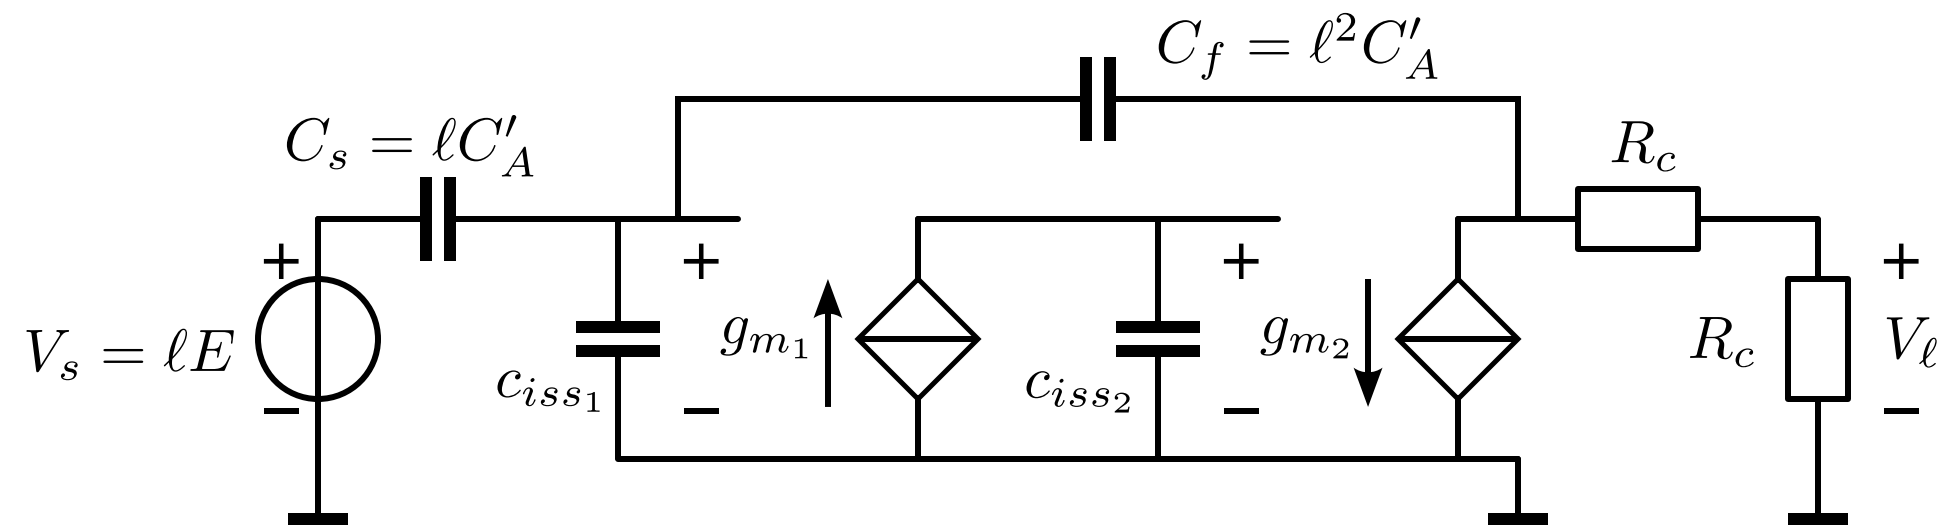 C_f = ℓ²C′_A
C_s = ℓC′_A
R_c
+ + + +
V_s = ℓE
g_{m_1}
g_{m_2}
R_c
V_ℓ
c_{iss_1}
c_{iss_2}
− − − −